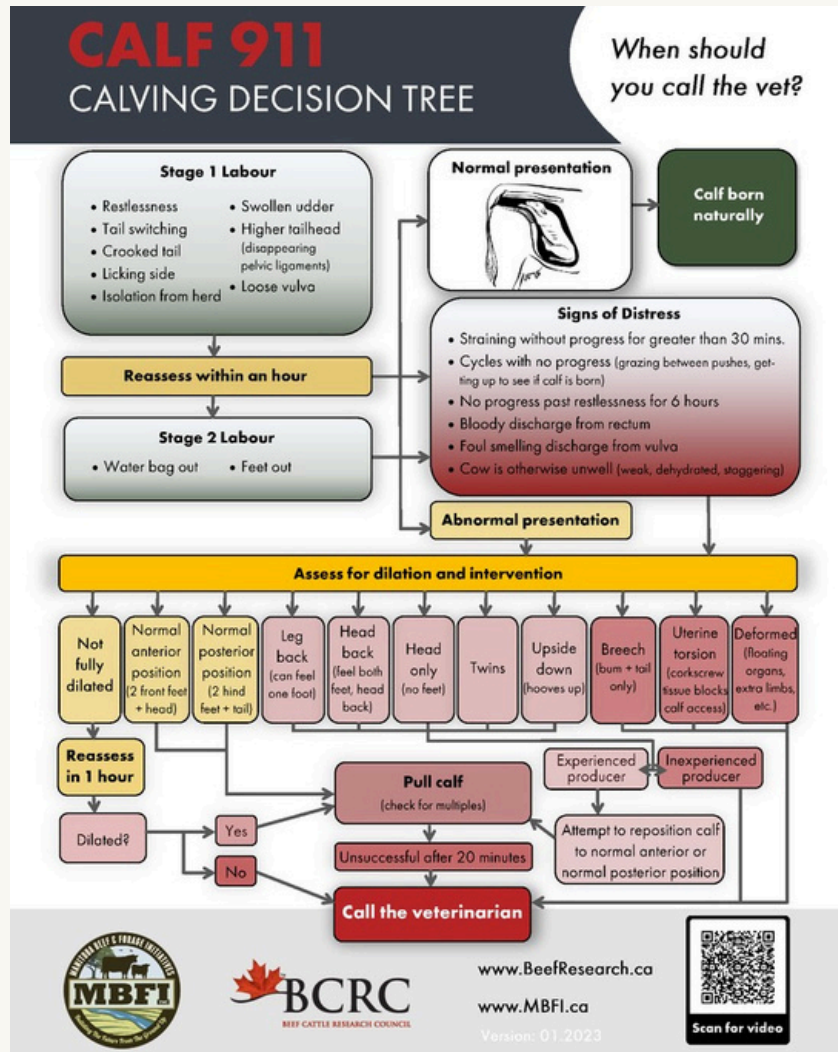 CALF 911
CALVING DECISION TREE
When should
you call the vet?
Stage 1 Labour
• Restlessness
• Tail switching
• Crooked tail
• Licking side
• Isolation from herd
• Swollen udder
• Higher tailhead
(disappearing
pelvic ligaments)
• Loose vulva
Normal presentation
Calf born
naturally
Reassess within an hour
Signs of Distress
• Straining without progress for greater than 30 mins.
• Cycles with no progress (grazing between pushes, get-
ting up to see if calf is born)
• No progress past restlessness for 6 hours
• Bloody discharge from rectum
• Foul smelling discharge from vulva
• Cow is otherwise unwell (weak, dehydrated, staggering)
Stage 2 Labour
• Water bag out
• Feet out
Abnormal presentation
Assess for dilation and intervention
Not
fully
dilated
Normal
anterior
position
(2 front feet
+ head)
Normal
posterior
position
(2 hind
feet + tail)
Leg
back
(can feel
one foot)
Head
back
(feel both
feet, head
back)
Head
only
(no feet)
Twins
Upside
down
(hooves up)
Breech
(bum + tail
only)
Uterine
torsion
(corkscrew
tissue blocks
calf access)
Deformed
(floating
organs,
extra limbs,
etc.)
Reassess
in 1 hour
Dilated?
Yes
No
Pull calf
(check for multiples)
Unsuccessful after 20 minutes
Call the veterinarian
Experienced
producer
Inexperienced
producer
Attempt to reposition calf
to normal anterior or
normal posterior position
MANITOBA BEEF & FORAGE INITIATIVES
MBFI
Building The Future From The Ground Up
BCRC
BEEF CATTLE RESEARCH COUNCIL
www.BeefResearch.ca
www.MBFI.ca
Version: 01.2023
Scan for video